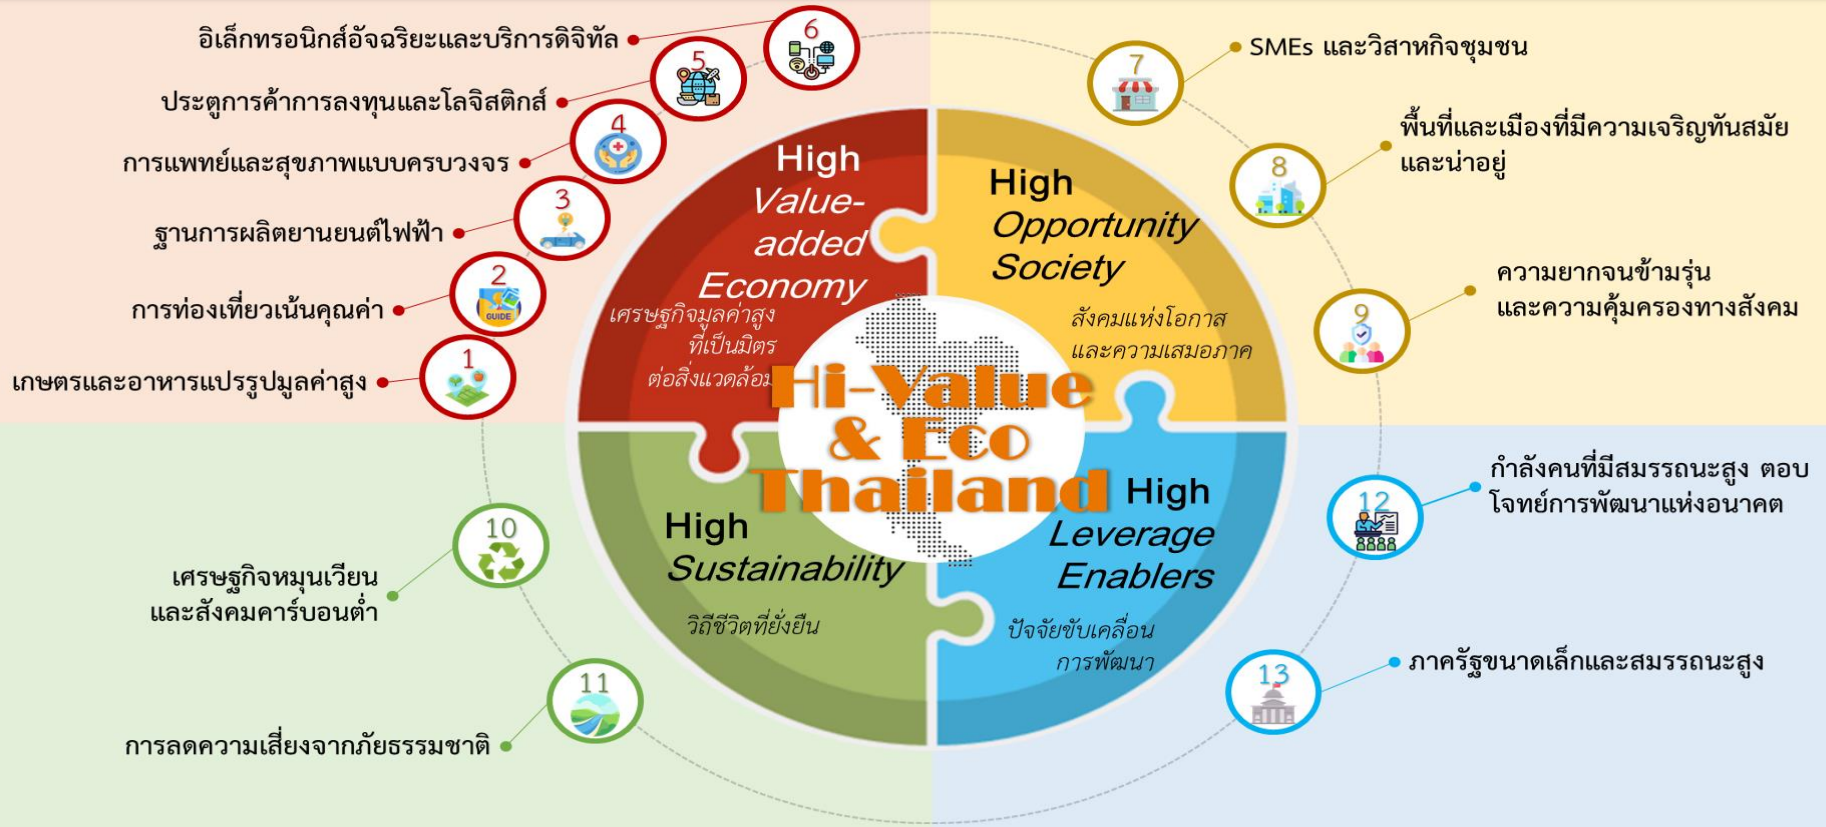 6
อิเล็กทรอนิกส์อัจฉริยะและบริการดิจิทัล
5
ประตูการค้าการลงทุนและโลจิสติกส์
4
การแพทย์และสุขภาพแบบครบวงจร
3
ฐานการผลิตยานยนต์ไฟฟ้า
2
GUIDE
การท่องเที่ยวเน้นคุณค่า
1
เกษตรและอาหารแปรรูปมูลค่าสูง
High
Value-
added
Economy
เศรษฐกิจมูลค่าสูง
ที่เป็นมิตร
ต่อสิ่งแวดล้อม
7
SMEs และวิสาหกิจชุมชน
8
พื้นที่และเมืองที่มีความเจริญทันสมัย
และน่าอยู่
9
ความยากจนข้ามรุ่น
และความคุ้มครองทางสังคม
High
Opportunity
Society
สังคมแห่งโอกาส
และความเสมอภาค
Hi-Value
& Eco
Thailand
10
เศรษฐกิจหมุนเวียน
และสังคมคาร์บอนต่ำ
11
การลดความเสี่ยงจากภัยธรรมชาติ
High
Sustainability
วิถีชีวิตที่ยั่งยืน
High
Leverage
Enablers
ปัจจัยขับเคลื่อน
การพัฒนา
12
กำลังคนที่มีสมรรถนะสูง ตอบ
โจทย์การพัฒนาแห่งอนาคต
13
ภาครัฐขนาดเล็กและสมรรถนะสูง